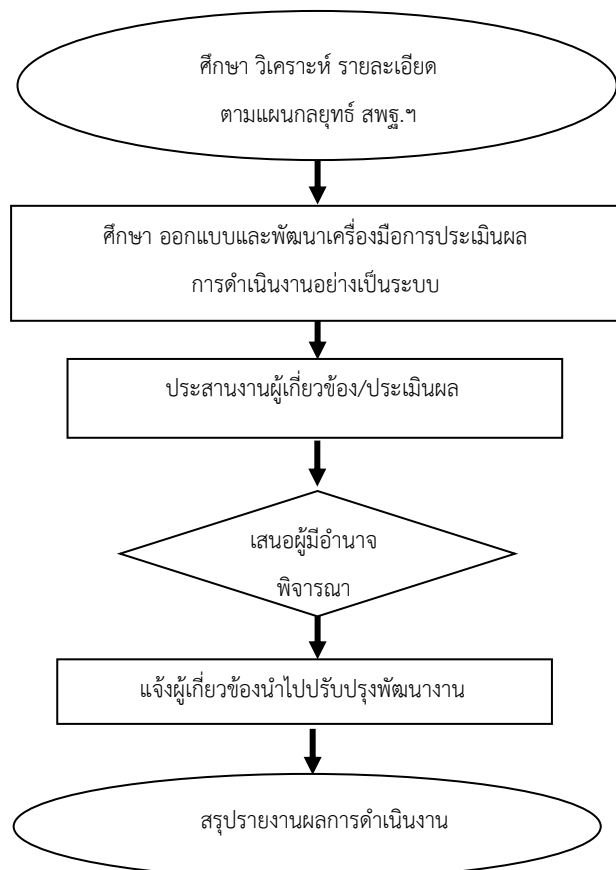 ศึกษา วิเคราะห์ รายละเอียด
ตามแผนกลยุทธ์ สพฐ.ฯ
ศึกษา ออกแบบและพัฒนาเครื่องมือการประเมินผล
การดำเนินงานอย่างเป็นระบบ
ประสานงานผู้เกี่ยวข้อง/ประเมินผล
เสนอผู้มีอำนาจ
พิจารณา
แจ้งผู้เกี่ยวข้องนำไปปรับปรุงพัฒนางาน
สรุปรายงานผลการดำเนินงาน